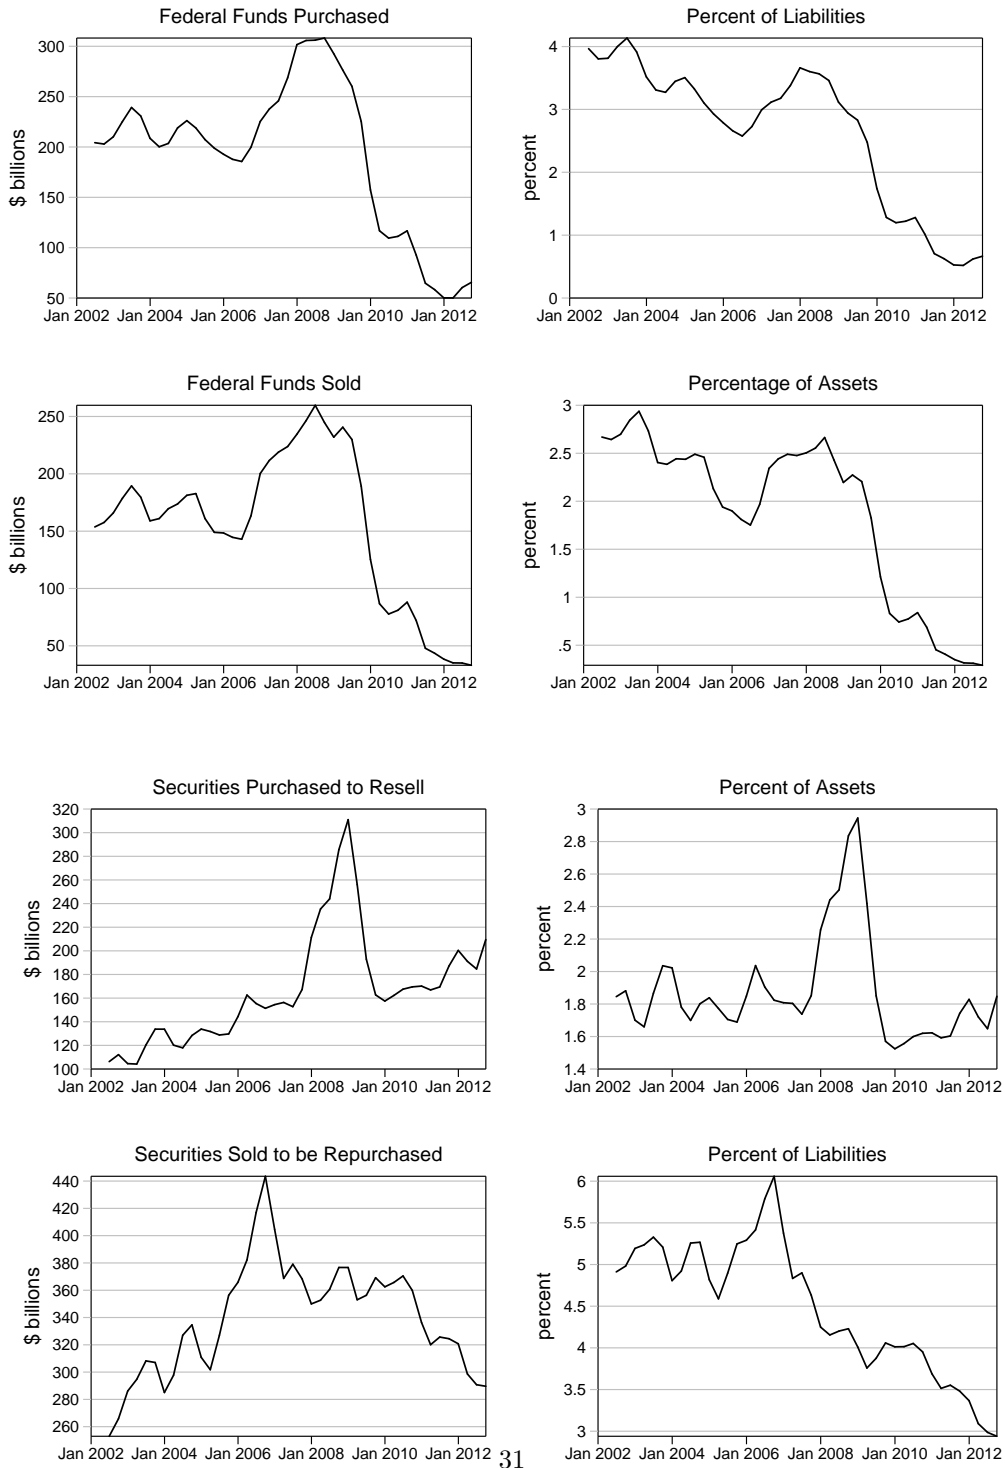 Federal Funds Purchased
$ billions
300
250
200
150
100
50
Jan 2002 Jan 2004 Jan 2006 Jan 2008 Jan 2010 Jan 2012
Percent of Liabilities
percent
4
3
2
1
0
Jan 2002 Jan 2004 Jan 2006 Jan 2008 Jan 2010 Jan 2012
Federal Funds Sold
$ billions
250
200
150
100
50
Jan 2002 Jan 2004 Jan 2006 Jan 2008 Jan 2010 Jan 2012
Percentage of Assets
percent
3
2.5
2
1.5
1
.5
Jan 2002 Jan 2004 Jan 2006 Jan 2008 Jan 2010 Jan 2012
Securities Purchased to Resell
$ billions
320
300
280
260
240
220
200
180
160
140
120
100
Jan 2002 Jan 2004 Jan 2006 Jan 2008 Jan 2010 Jan 2012
Percent of Assets
percent
3
2.8
2.6
2.4
2.2
2
1.8
1.6
1.4
Jan 2002 Jan 2004 Jan 2006 Jan 2008 Jan 2010 Jan 2012
Securities Sold to be Repurchased
$ billions
440
420
400
380
360
340
320
300
280
260
Jan 2002 Jan 2004 Jan 2006 Jan 2008 Jan 2010 Jan 2012
Percent of Liabilities
percent
6
5.5
5
4.5
4
3.5
3
Jan 2002 Jan 2004 Jan 2006 Jan 2008 Jan 2010 Jan 2012
31